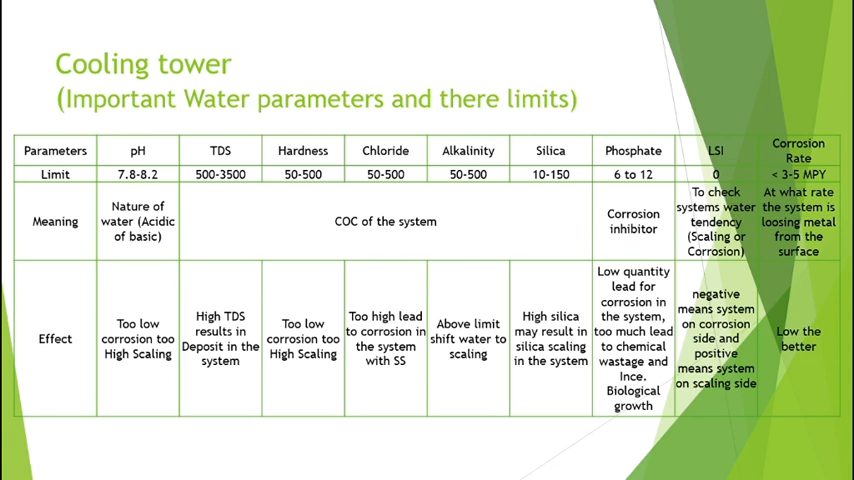 Cooling tower
(Important Water parameters and there limits)
Parameters pH TDS Hardness Chloride Alkalinity Silica Phosphate LSI Corrosion Rate
Limit 7.8-8.2 500-3500 50-500 50-500 50-500 10-150 6 to 12 0 < 3-5 MPY
Meaning
Nature of
water (Acidic
of basic)
COC of the system
Corrosion
inhibitor
To check
systems water
tendency
(Scaling or
Corrosion)
At what rate
the system is
loosing metal
from the
surface
Effect
Too low
corrosion too
High Scaling
High TDS
results in
Deposit in the
system
Too low
corrosion too
High Scaling
Too high lead
to corrosion in
the system
with SS
Above limit
shift water to
scaling
High silica
may result in
silica scaling
in the system
Low quantity
lead for
corrosion in
the system,
too much lead
to chemical
wastage and
Ince.
Biological
growth
negative
means system
on corrosion
side and
positive
means system
on scaling side
Low the
better